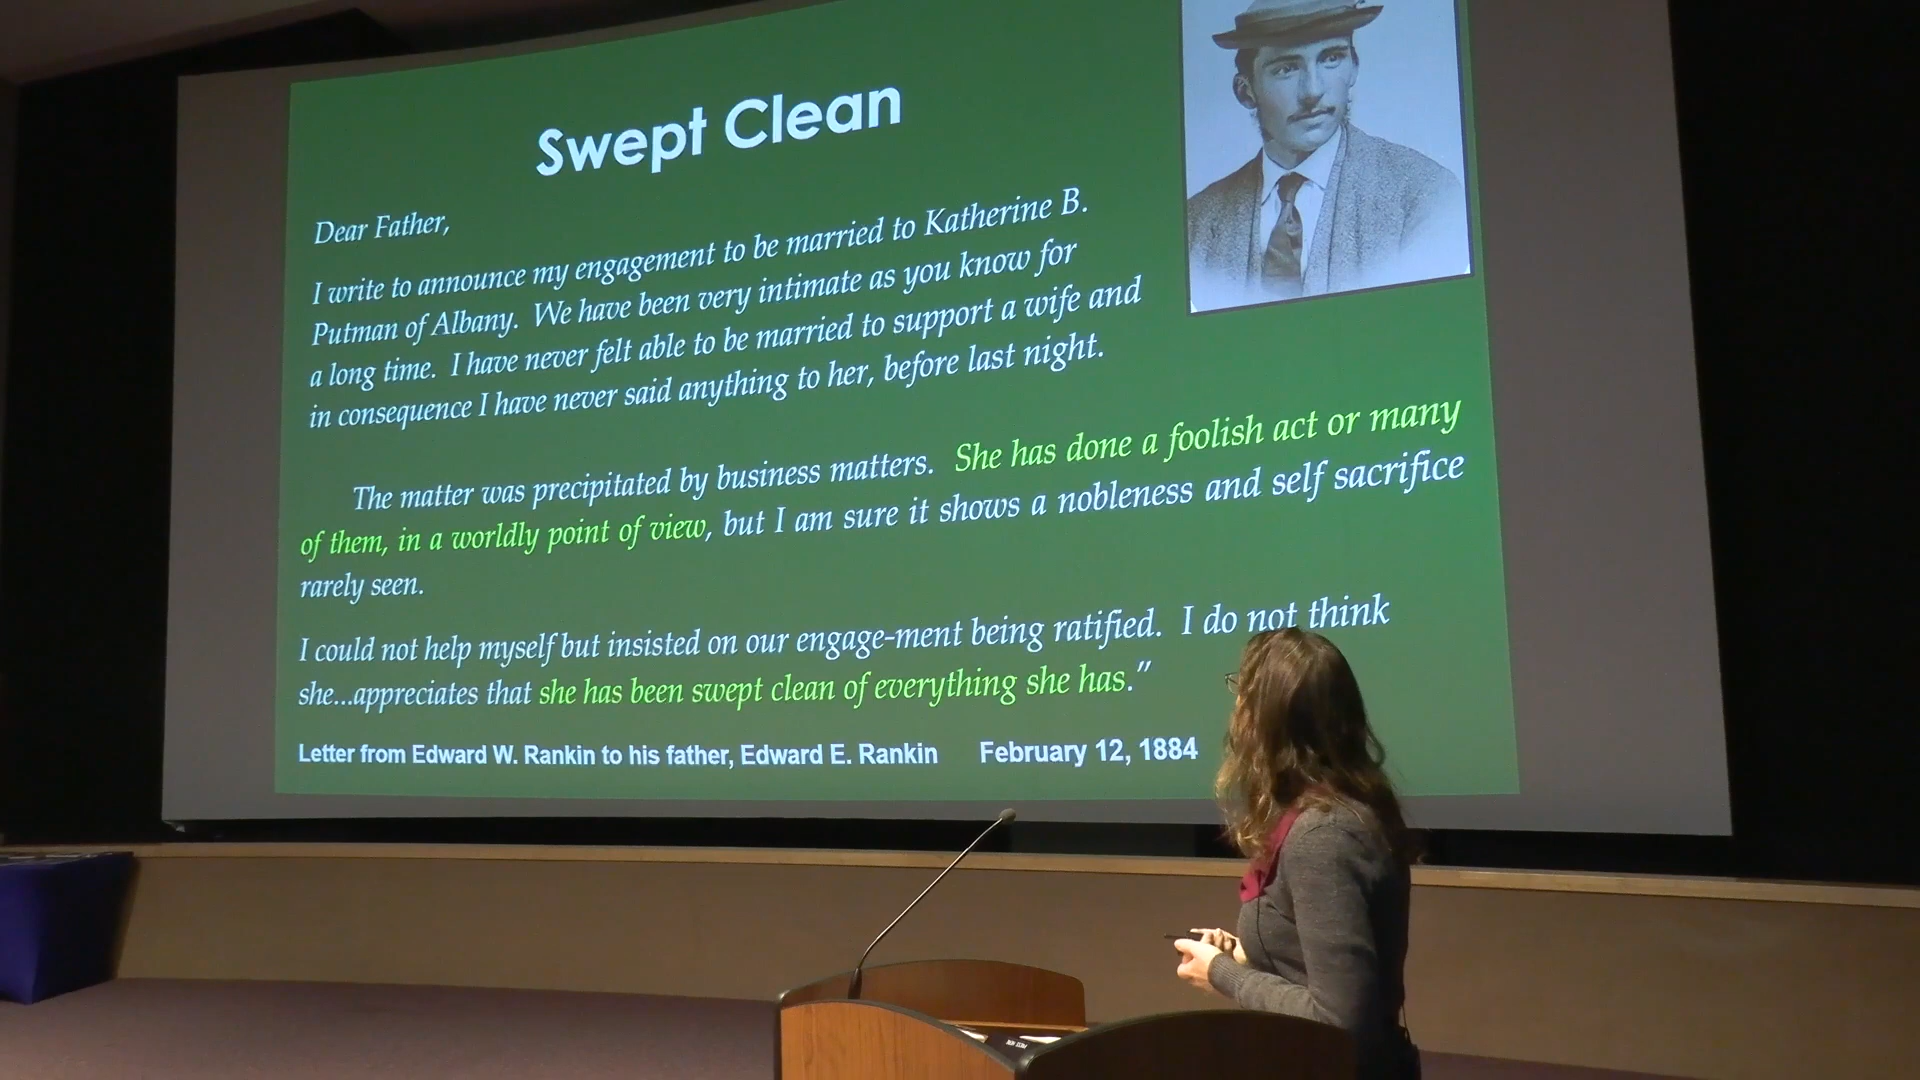 Swept Clean
Dear Father,
I write to announce my engagement to be married to Katherine B.
Putman of Albany. We have been very intimate as you know for
a long time. I have never felt able to be married to support a wife and
in consequence I have never said anything to her, before last night.
The matter was precipitated by business matters. She has done a foolish act or many
of them, in a worldly point of view, but I am sure it shows a nobleness and self sacrifice
rarely seen.
I could not help myself but insisted on our engage-ment being ratified. I do not think
she...appreciates that she has been swept clean of everything she has."
Letter from Edward W. Rankin to his father, Edward E. Rankin February 12, 1884